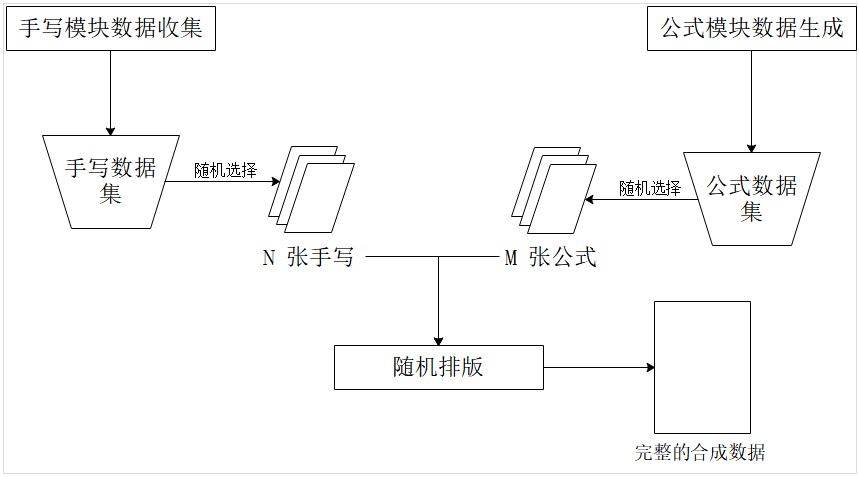 手写模块数据收集
公式模块数据生成
手写数据
集
随机选择
随机选择
公式数据
集
N 张手写
M 张公式
随机排版
完整的合成数据